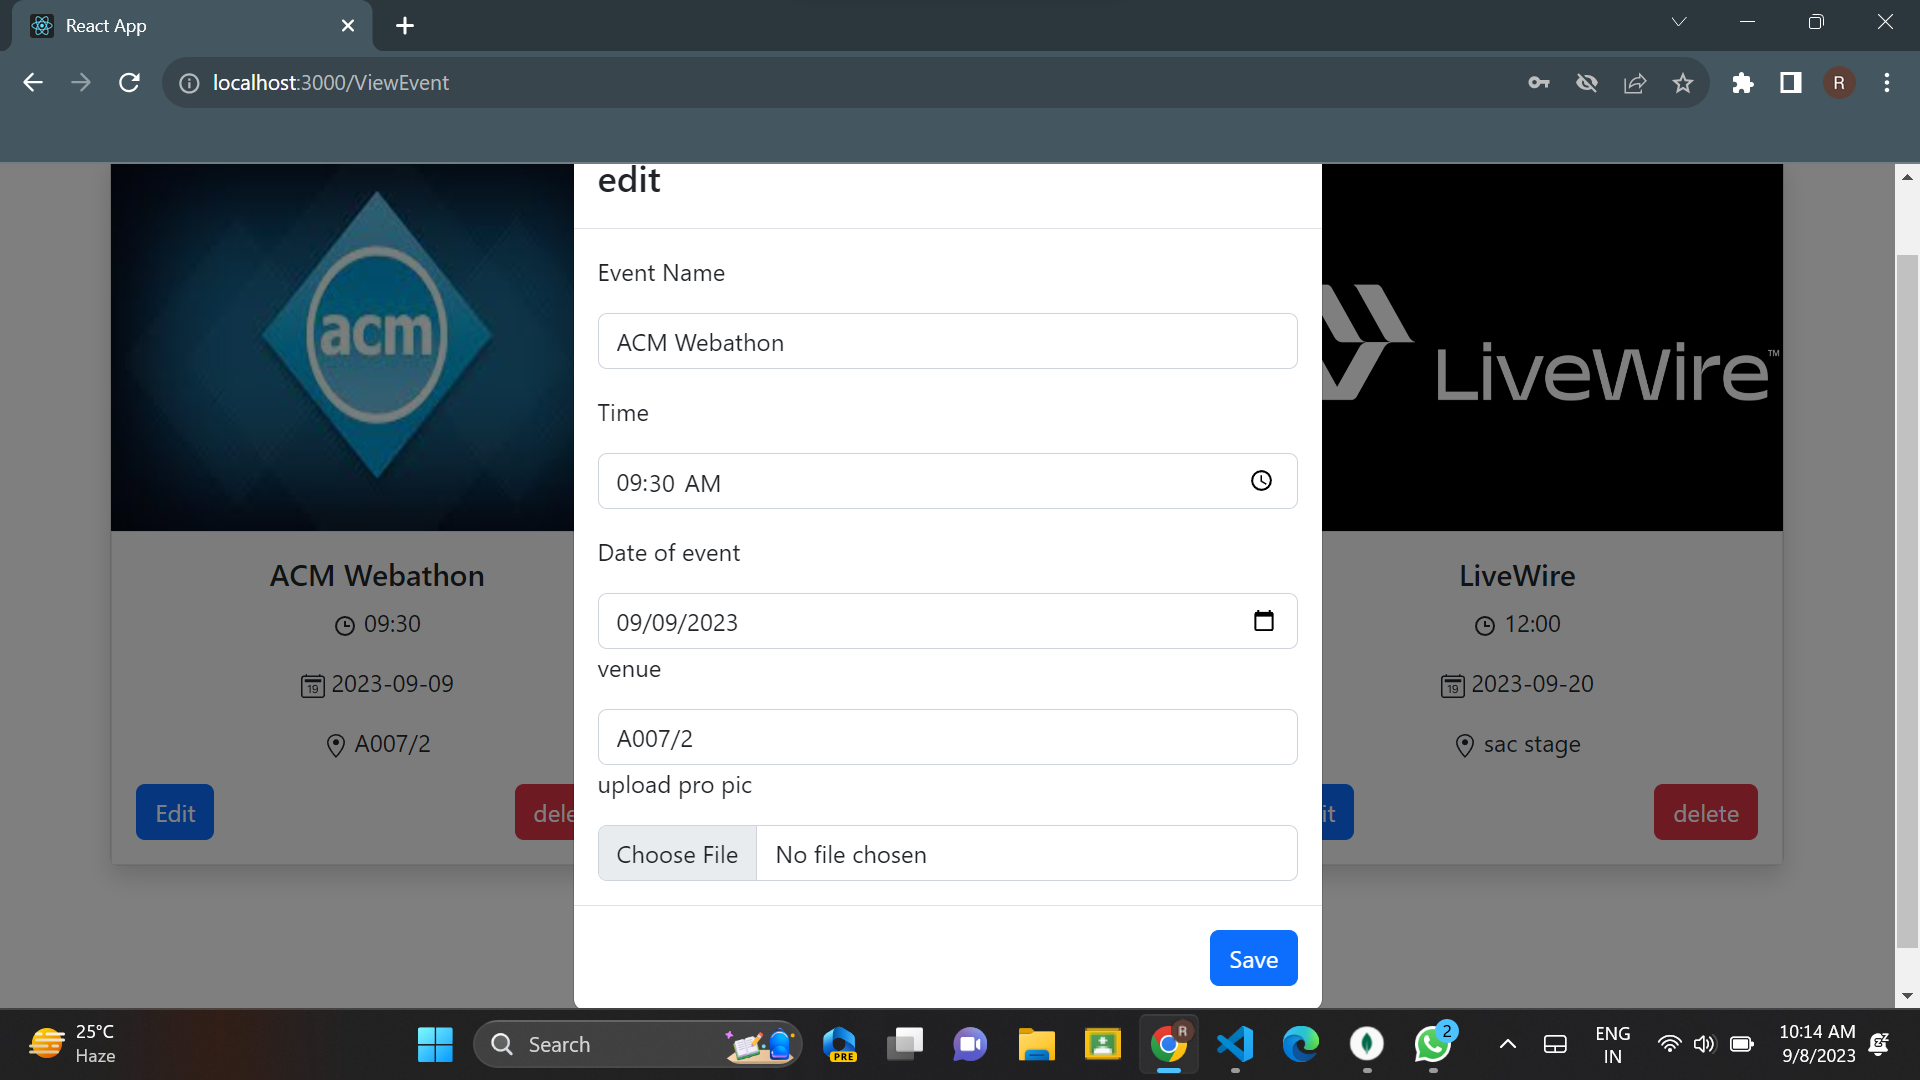 React App
localhost:3000/ViewEvent
R
edit
Event Name
ACM Webathon
Time
09:30 AM
Date of event
09/09/2023
venue
A007/2
upload pro pic
Choose File
No file chosen
Save
acm
ACM Webathon
09:30
19 2023-09-09
A007/2
Edit
dele
LiveWire™
LiveWire
12:00
19 2023-09-20
sac stage
it
delete
25°C
Haze
Search
PRE
R
2
ENG
IN
10:14 AM
9/8/2023